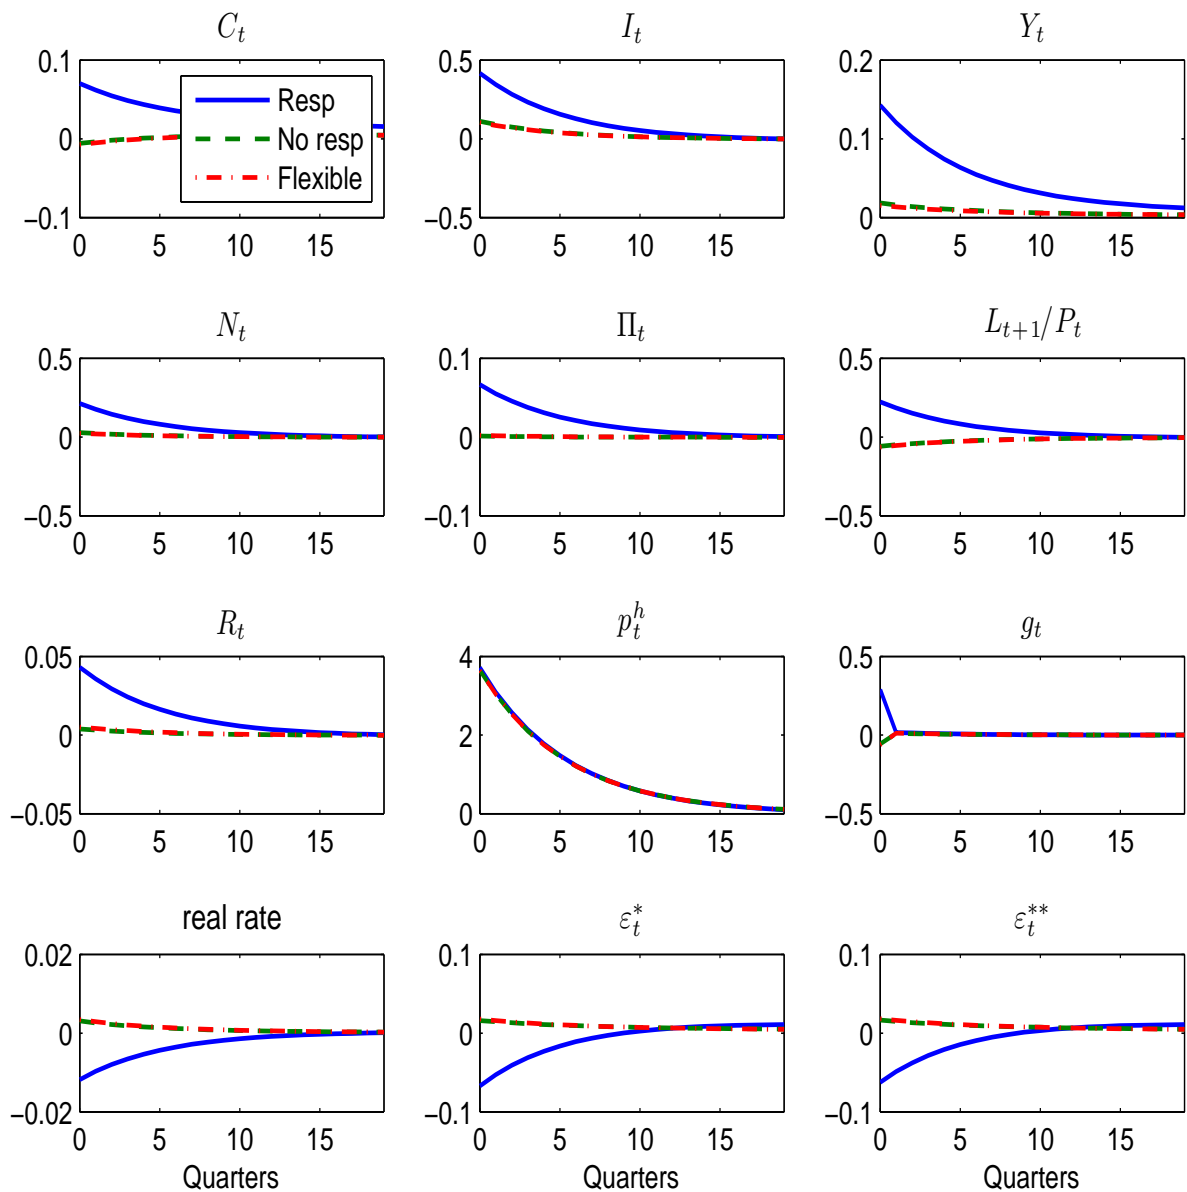 C_t I_t Y_t
0.1 0.5 0.2
Resp
No resp
Flexible
0 0 0.1
−0.1 −0.5 0
0 5 10 15 0 5 10 15 0 5 10 15
N_t Π_t L_{t+1}/P_t
0.5 0.1 0.5
0 0 0
−0.5 −0.1 −0.5
0 5 10 15 0 5 10 15 0 5 10 15
R_t p_t^h g_t
0.05 4 0.5
0 2 0
−0.05 0 −0.5
0 5 10 15 0 5 10 15 0 5 10 15
real rate ε_t^* ε_t^{**}
0.02 0.1 0.1
0 0 0
−0.02 −0.1 −0.1
0 5 10 15 0 5 10 15 0 5 10 15
Quarters Quarters Quarters